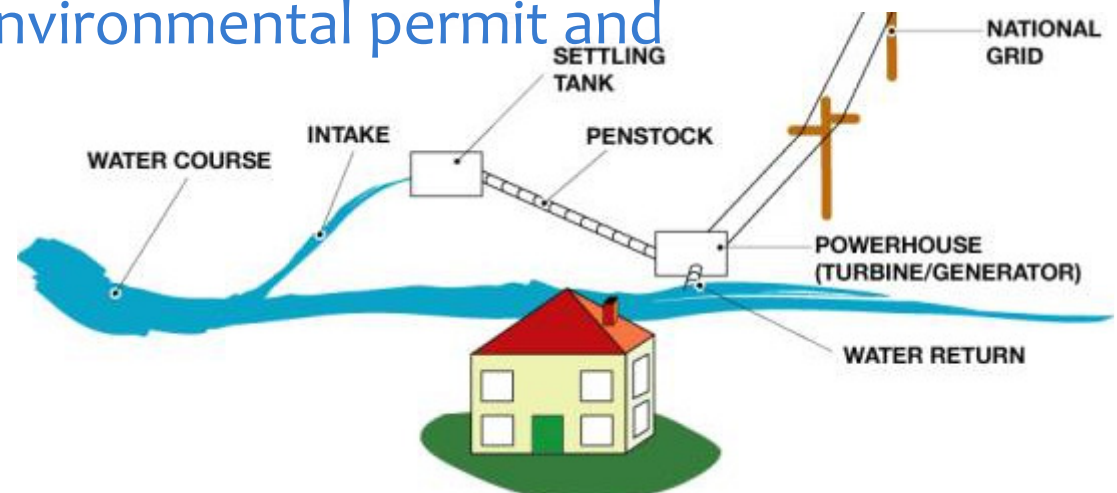 nvironmental permit and
SETTLING
TANK
NATIONAL
GRID
INTAKE
PENSTOCK
WATER COURSE
POWERHOUSE
(TURBINE/GENERATOR)
WATER RETURN